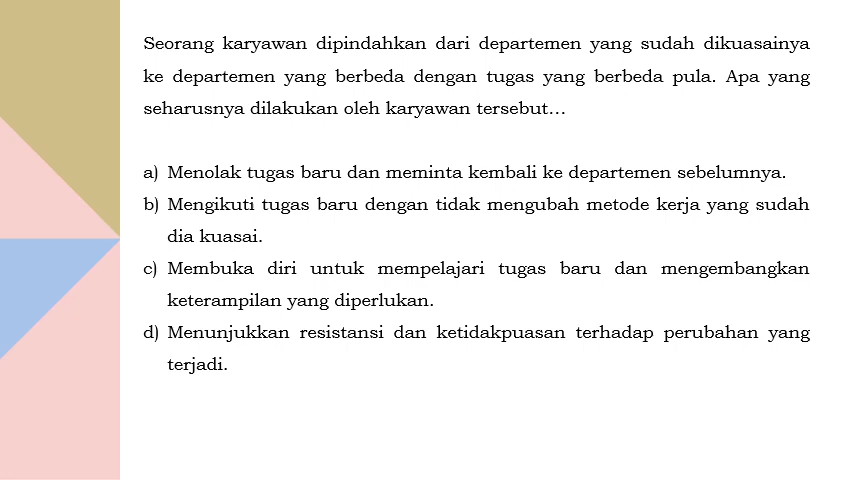 Seorang karyawan dipindahkan dari departemen yang sudah dikuasainya
ke departemen yang berbeda dengan tugas yang berbeda pula. Apa yang
seharusnya dilakukan oleh karyawan tersebut…
a) Menolak tugas baru dan meminta kembali ke departemen sebelumnya.
b) Mengikuti tugas baru dengan tidak mengubah metode kerja yang sudah
dia kuasai.
c) Membuka diri untuk mempelajari tugas baru dan mengembangkan
keterampilan yang diperlukan.
d) Menunjukkan resistansi dan ketidakpuasan terhadap perubahan yang
terjadi.